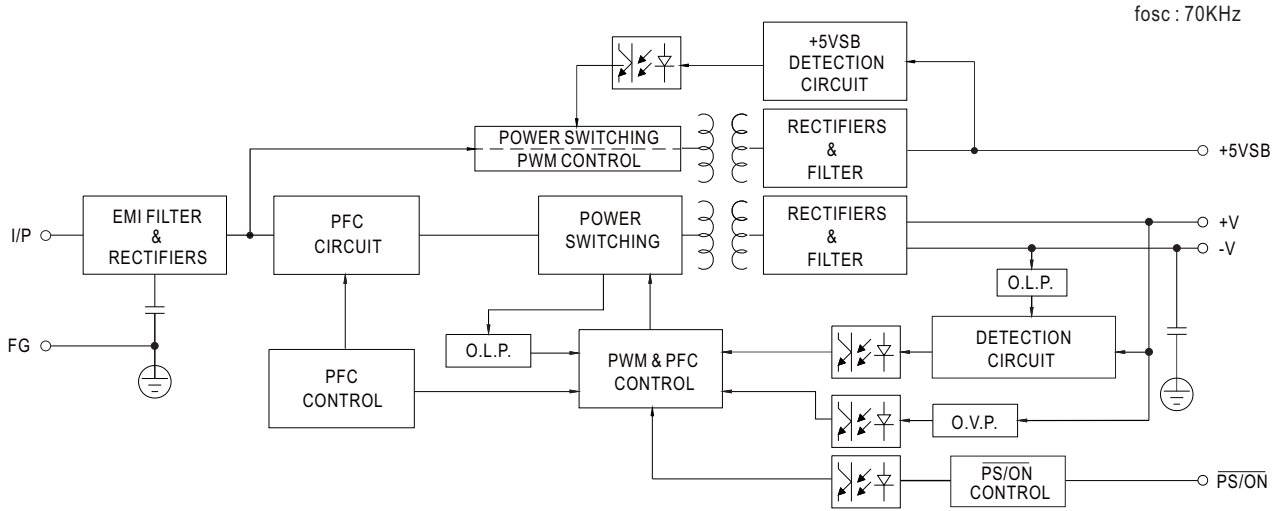 fosc : 70KHz
+5VSB
DETECTION
CIRCUIT
POWER SWITCHING
PWM CONTROL
RECTIFIERS
&
FILTER
+5VSB
I/P
EMI FILTER
&
RECTIFIERS
PFC
CIRCUIT
POWER
SWITCHING
RECTIFIERS
&
FILTER
+V
-V
O.L.P.
FG
O.L.P.
PFC
CONTROL
PWM & PFC
CONTROL
DETECTION
CIRCUIT
O.V.P.
PS/ON
CONTROL
PS/ON